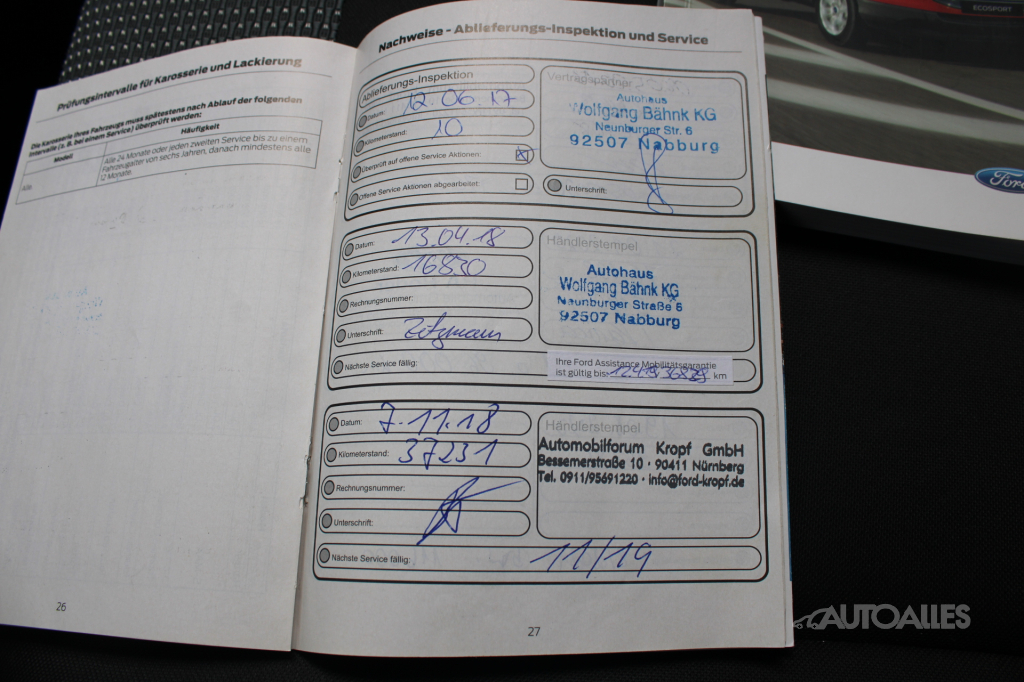 ECOSPORT
Ford
Prüfungsintervalle für Karosserie und Lackierung
Die Karosserie Ihres Fahrzeugs muss spätestens nach Ablauf der folgenden
Intervalle (z. B. bei einem Service) überprüft werden:
Modell
Häufigkeit
Alle
Alle 24 Monate oder jeden zweiten Service bis zu einem
Fahrzeugalter von sechs Jahren, danach mindestens alle
12 Monate.
26
Nachweise - Ablieferungs-Inspektion und Service
Ablieferungs-Inspektion
Datum: 12.06.17
Kilometerstand: 10
Überprüft auf offene Service Aktionen:
Offene Service Aktionen abgearbeitet:
Vertragspartner
Autohaus
Wolfgang Bähnk KG
Neunburger Str. 6
92507 Nabburg
Unterschrift:
Datum: 13.04.18
Kilometerstand: 16830
Rechnungsnummer:
Unterschrift:
Nächste Service fällig:
Händlerstempel
Autohaus
Wolfgang Bähnk KG
Neunburger Straße 6
92507 Nabburg
Ihre Ford Assistance Mobilitätsgarantie
ist gültig bis: km
Datum: 7.11.18
Kilometerstand: 37231
Rechnungsnummer:
Unterschrift:
Nächste Service fällig: 11/19
Händlerstempel
Automobilforum Kropf GmbH
Bessemerstraße 10 · 90411 Nürnberg
Tel. 0911/95691220 · info@ford-kropf.de
27
AUTOALLES